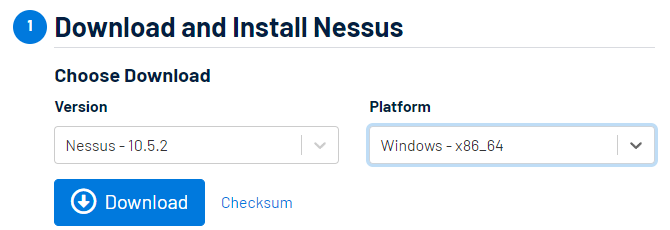 1 Download and Install Nessus
Choose Download
Version Platform
Nessus - 10.5.2 Windows - x86_64
Download Checksum